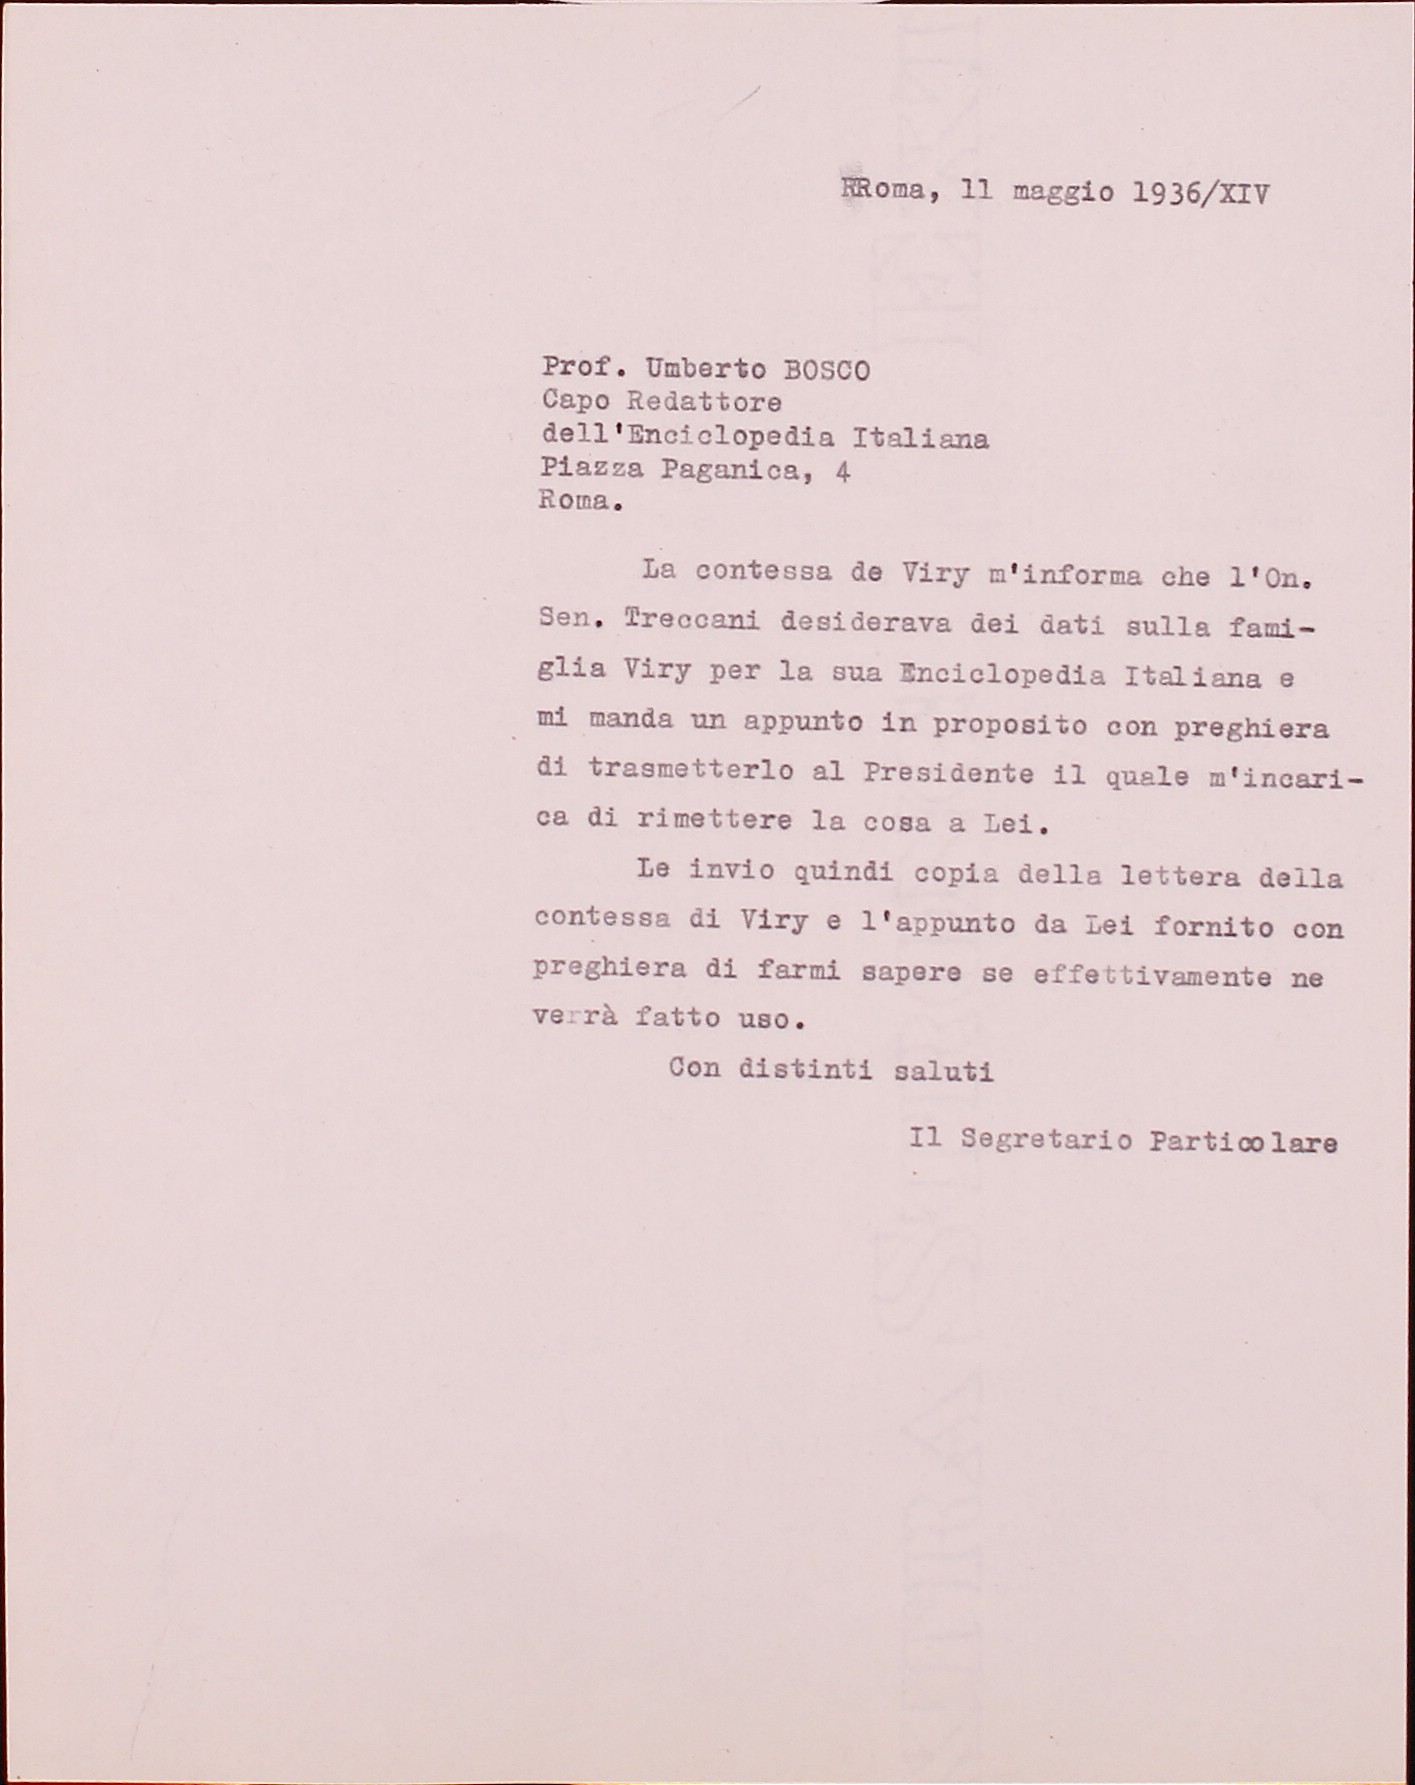 Roma, 11 maggio 1936/XIV
Prof. Umberto BOSCO
Capo Redattore
dell'Enciclopedia Italiana
Piazza Paganica, 4
Roma.
La contessa de Viry m'informa che l'On.
Sen. Treccani desiderava dei dati sulla fami-
glia Viry per la sua Enciclopedia Italiana e
mi manda un appunto in proposito con preghiera
di trasmetterlo al Presidente il quale m'incari-
ca di rimettere la cosa a Lei.
Le invio quindi copia della lettera della
contessa di Viry e l'appunto da Lei fornito con
preghiera di farmi sapere se effettivamente ne
verrà fatto uso.
Con distinti saluti
Il Segretario Particolare